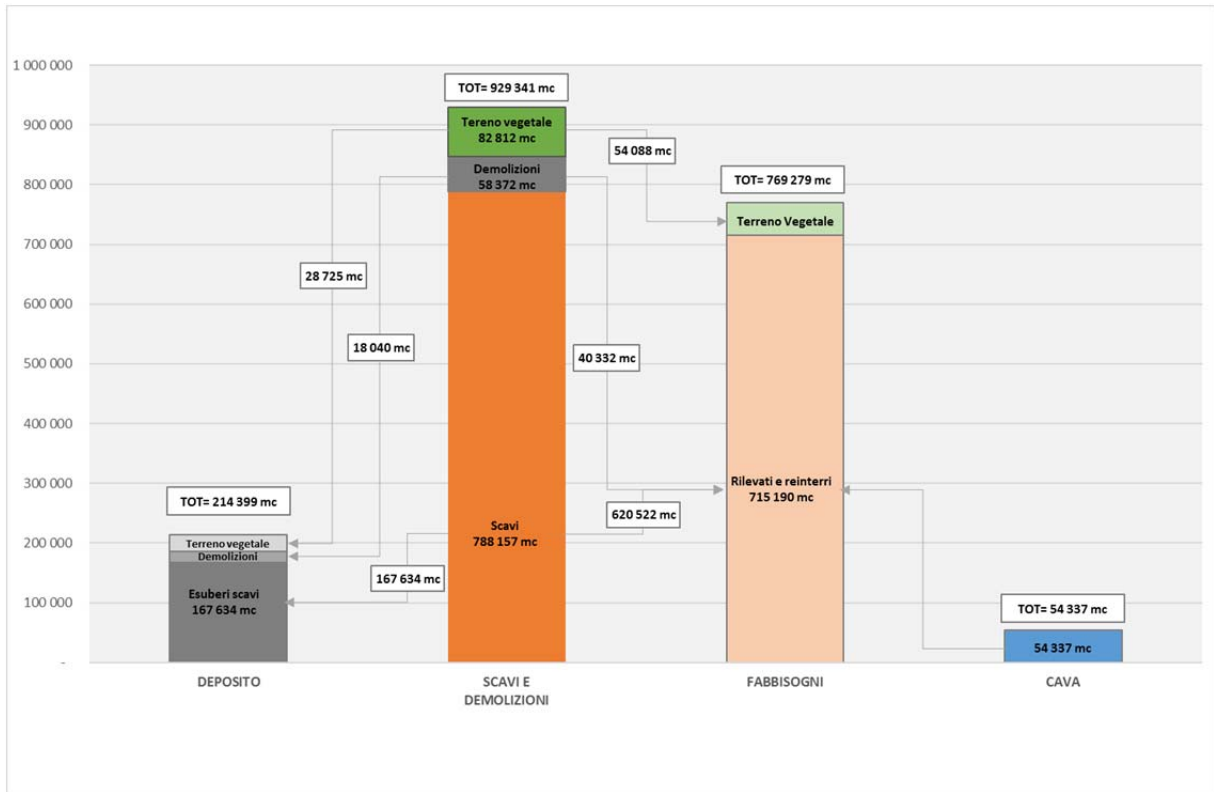 1 000 000
900 000
800 000
700 000
600 000
500 000
400 000
300 000
200 000
100 000
-
TOT= 214 399 mc
Terreno vegetale
Demolizioni
Esuberi scavi
167 634 mc
28 725 mc
18 040 mc
167 634 mc
TOT= 929 341 mc
Tereno vegetale
82 812 mc
Demolizioni
58 372 mc
Scavi
788 157 mc
54 088 mc
40 332 mc
620 522 mc
TOT= 769 279 mc
Terreno Vegetale
Rilevati e reinterri
715 190 mc
TOT= 54 337 mc
54 337 mc
DEPOSITO
SCAVI E
DEMOLIZIONI
FABBISOGNI
CAVA